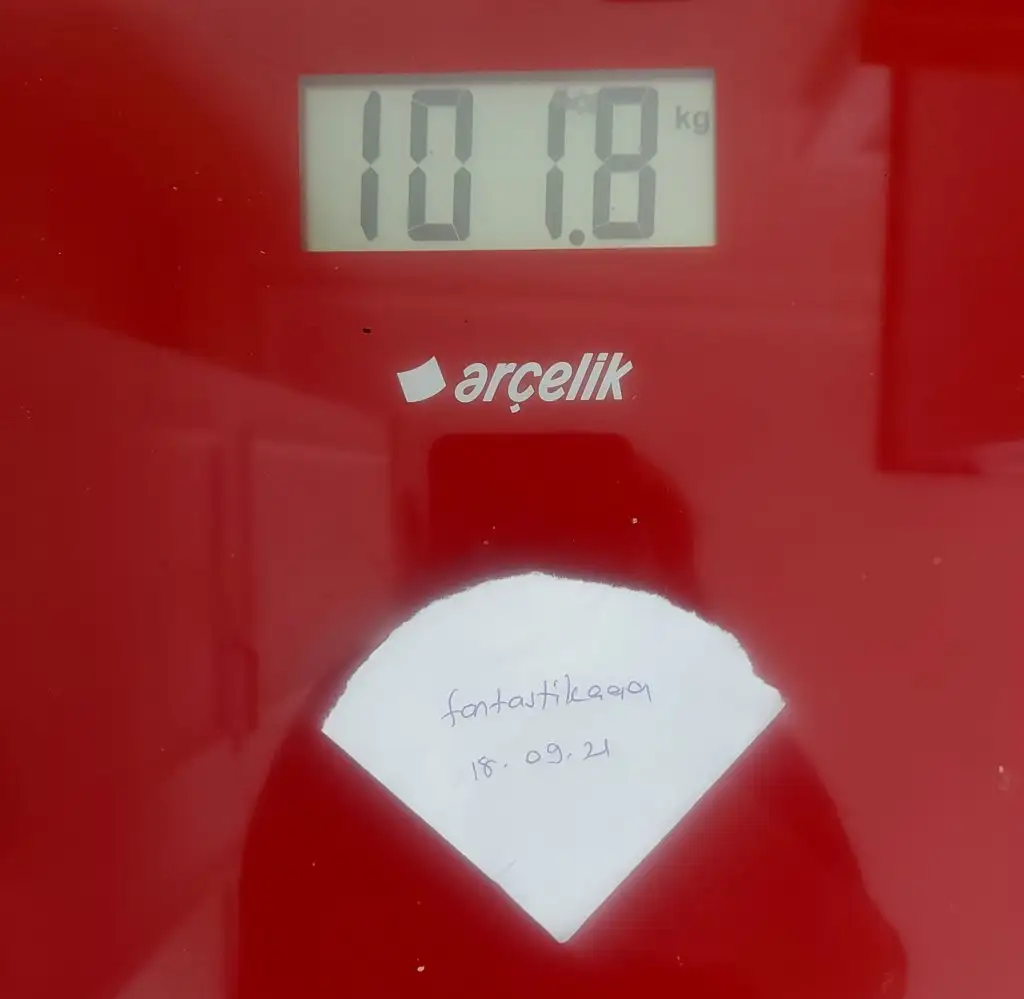 101.8 kg
arçelik
fantastikaaa
18.09.21